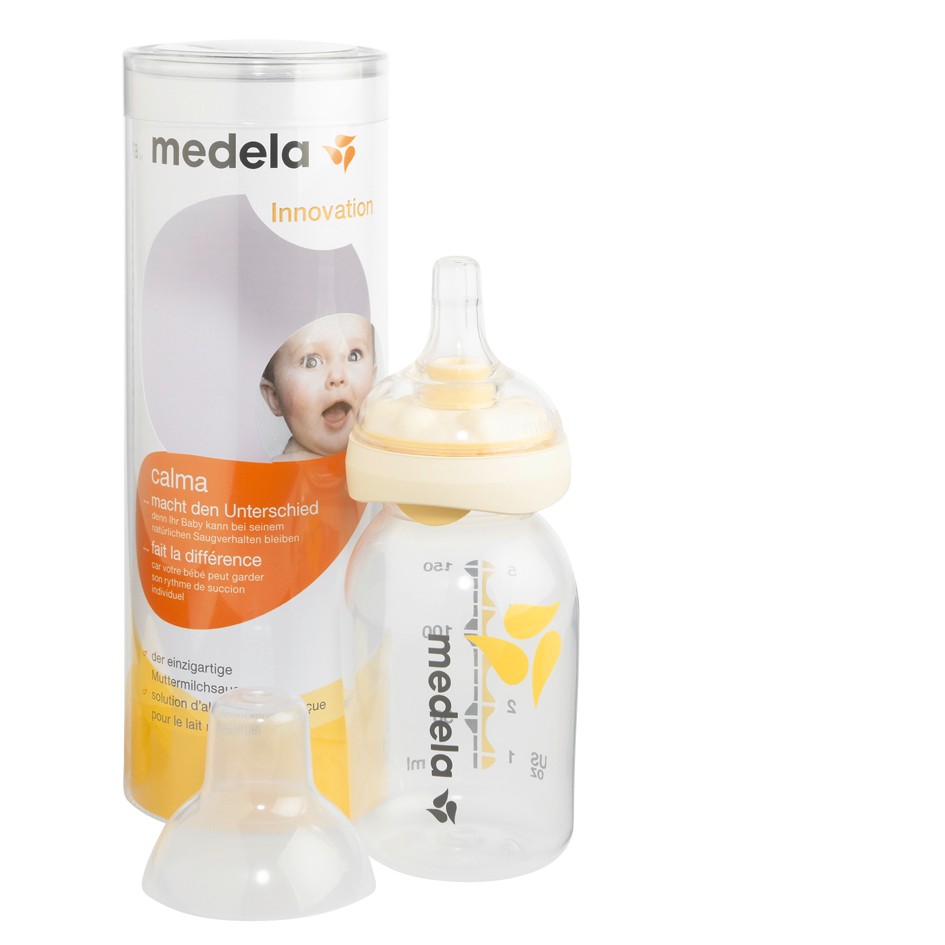 medela
Innovation
calma
macht den Unterschied
denn Ihr Baby kann bei seinem
natürlichen Saugverhalten bleiben
fait la différence
car votre bébé peut garder
son rythme de succion
individuel
der einzigartige
solution d'al
pour le lait
medela
150
5
2
1
ml
US
oz